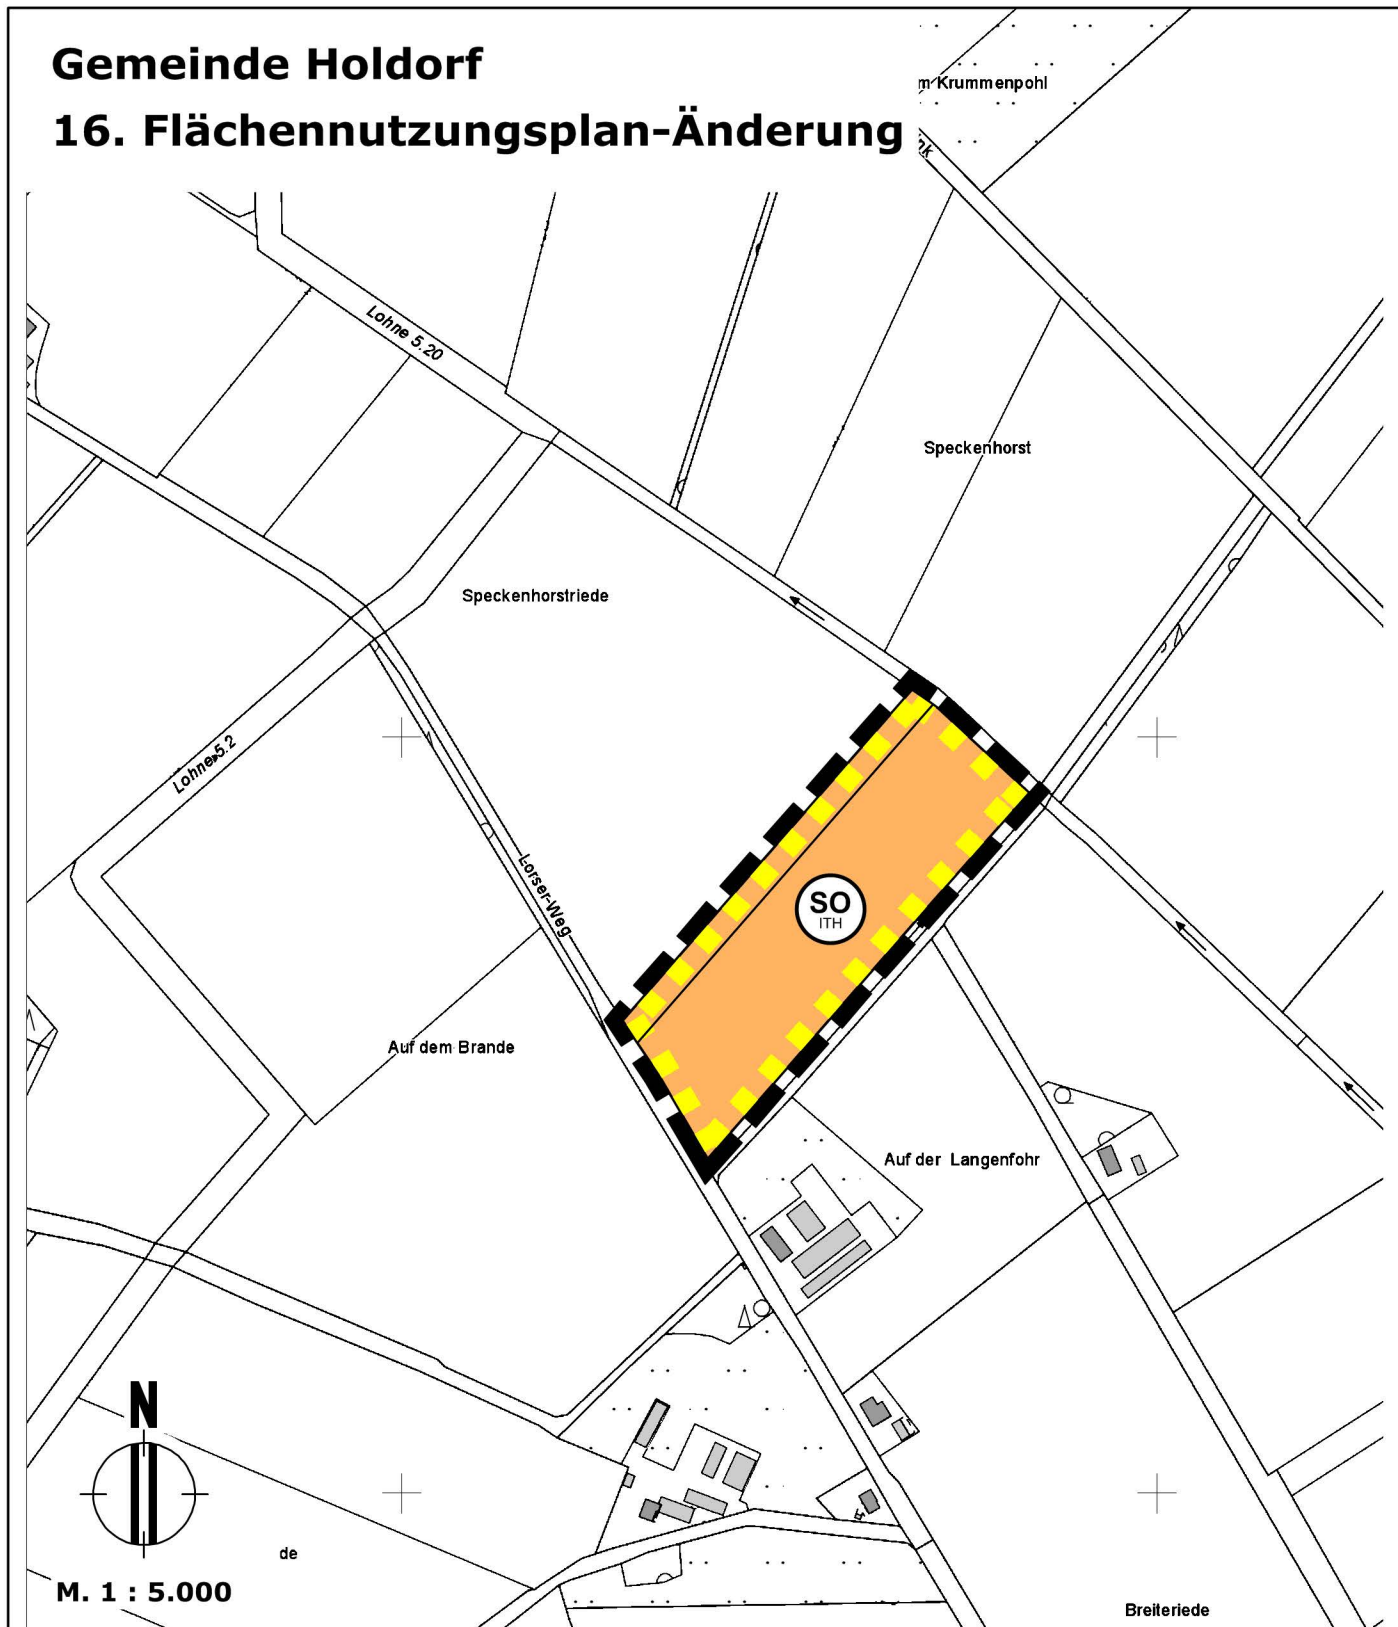 Gemeinde Holdorf
16. Flächennutzungsplan-Änderung
m Krummenpohl
nk
Lohne 5.20
Speckenhorst
Speckenhorstriede
Lohne 5.2
Lorser-Weg
SO
ITH
Auf dem Brande
Auf der Langenfohr
N
de
M. 1 : 5.000
Breiteriede